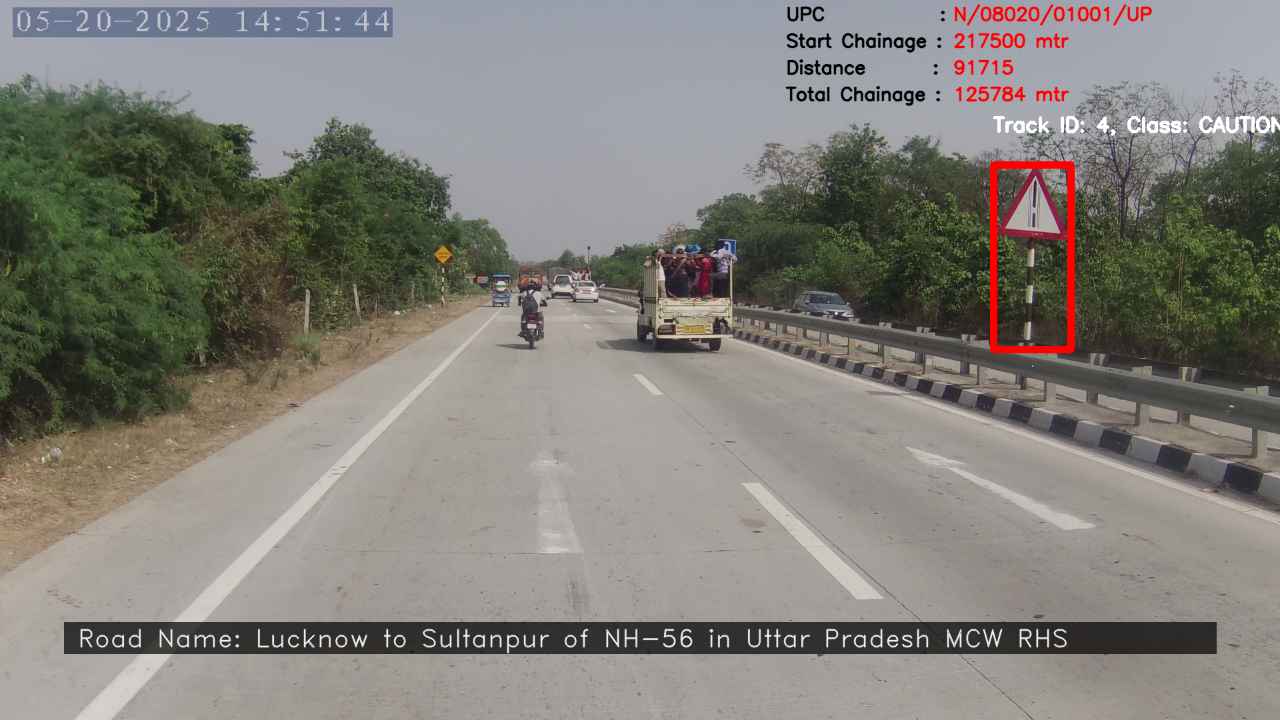 05-20-2025 14:51:44
UPC : N/08020/01001/UP
Start Chainage : 217500 mtr
Distance : 91715
Total Chainage : 125784 mtr
Track ID: 4, Class: CAUTION
Road Name: Lucknow to Sultanpur of NH-56 in Uttar Pradesh MCW RHS